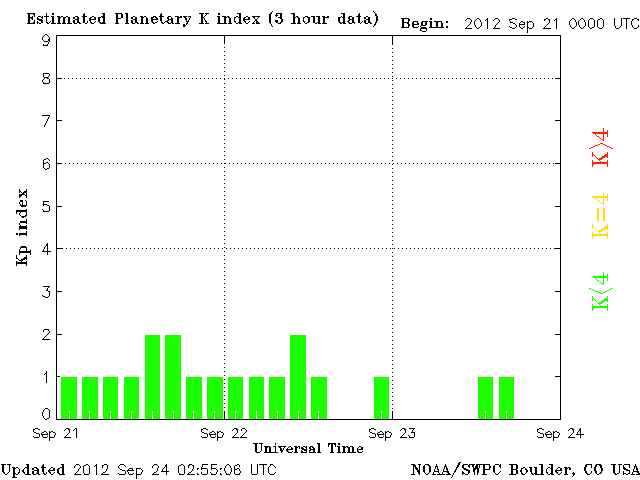 Estimated Planetary K index (3 hour data) Begin: 2012 Sep 21 0000 UTC
9
8
7
6
5
4
3
2
1
0
Kp index
K>4
K=4
K<4
Sep 21 Sep 22 Sep 23 Sep 24
Universal Time
Updated 2012 Sep 24 02:55:06 UTC NOAA/SWPC Boulder, CO USA